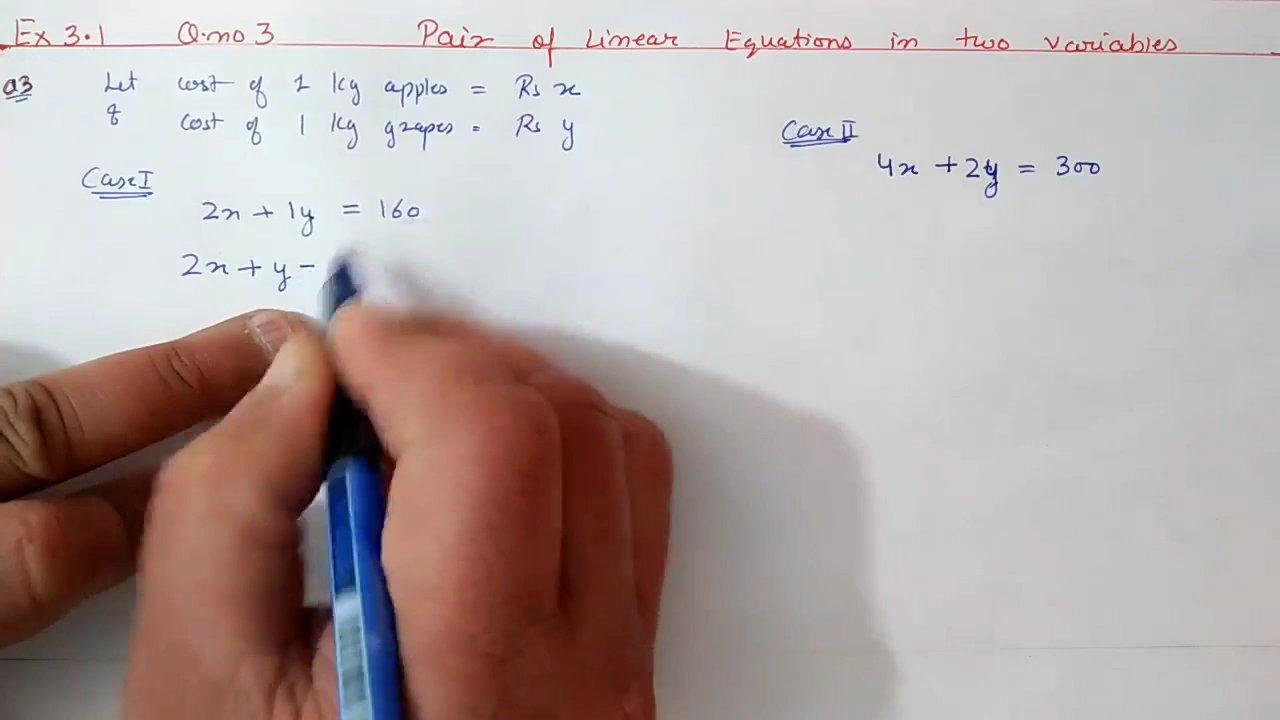 Ex 3.1 Q.no 3 Pair of Linear Equations in two variables
Q3 Let cost of 1 kg apples = Rs x
& cost of 1 kg grapes = Rs y
Case I
2x + 1y = 160
2x + y -
Case II
4x + 2y = 300